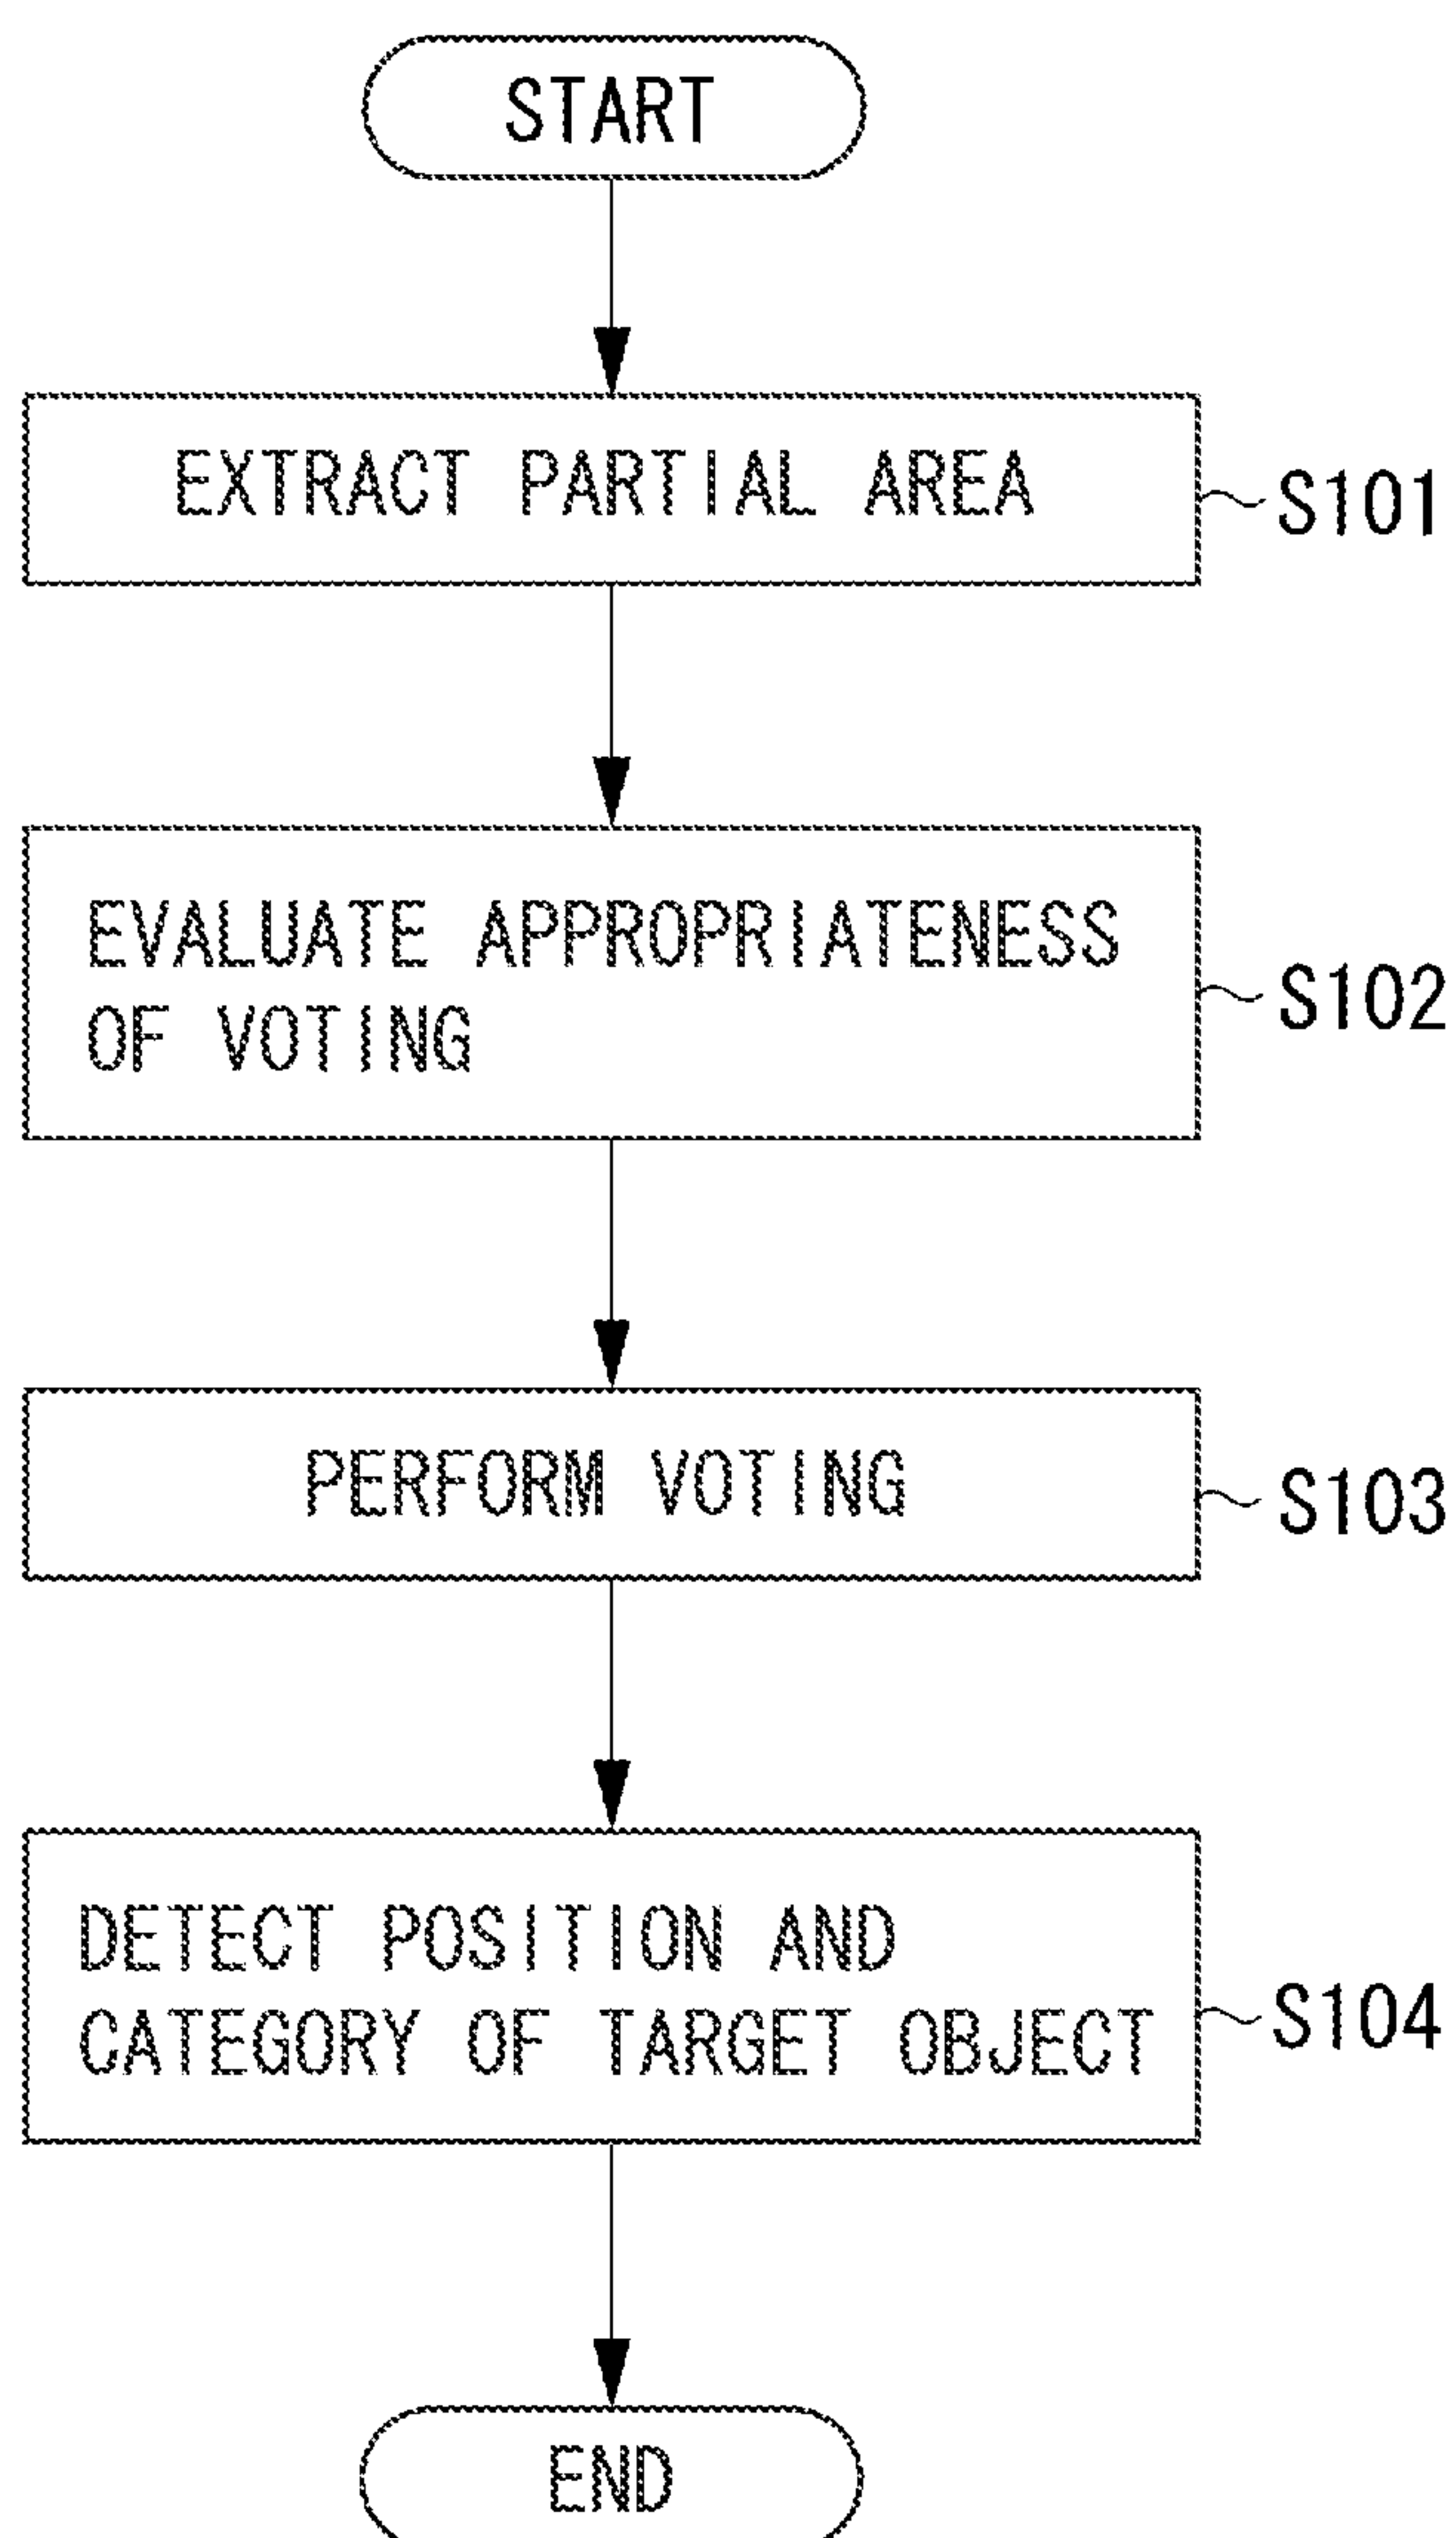 START
EXTRACT PARTIAL AREA
S101
EVALUATE APPROPRIATENESS
OF VOTING
S102
PERFORM VOTING
S103
DETECT POSITION AND
CATEGORY OF TARGET OBJECT
S104
END